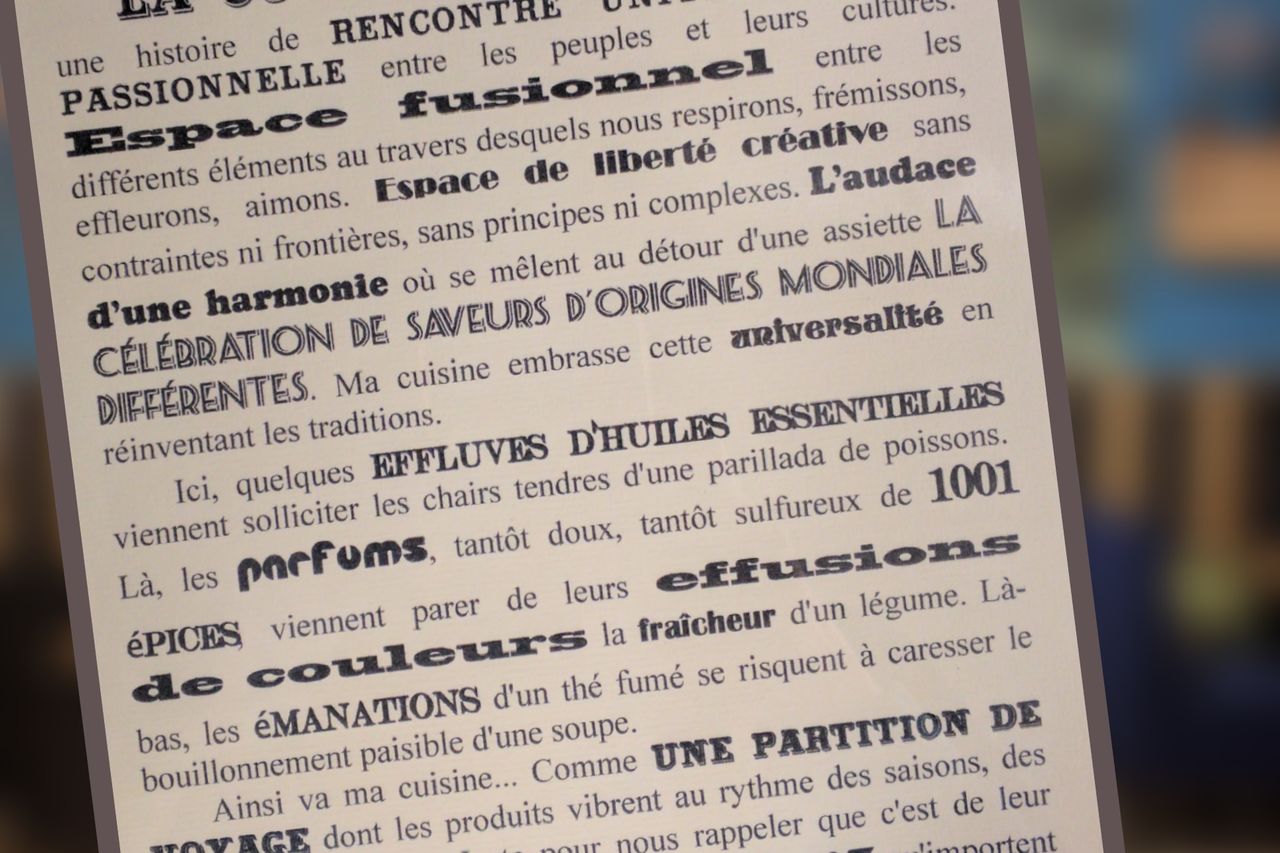 une histoire de RENCONTRE
PASSIONNELLE entre les peuples et leurs cultures.
Espace fusionnel entre les
différents éléments au travers desquels nous respirons, frémissons,
effleurons, aimons. Espace de liberté créative sans
contraintes ni frontières, sans principes ni complexes. L'audace
d'une harmonie où se mêlent au détour d'une assiette LA
CÉLÉBRATION DE SAVEURS D'ORIGINES MONDIALES
DIFFÉRENTES. Ma cuisine embrasse cette universalité en
réinventant les traditions.
Ici, quelques EFFLUVES D'HUILES ESSENTIELLES
viennent solliciter les chairs tendres d'une parillada de poissons.
Là, les parfums, tantôt doux, tantôt sulfureux de 1001
éPICES, viennent parer de leurs effusions
de couleurs la fraîcheur d'un légume. Là-
bas, les éMANATIONS d'un thé fumé se risquent à caresser le
bouillonnement paisible d'une soupe.
Ainsi va ma cuisine... Comme UNE PARTITION DE
VOYAGE dont les produits vibrent au rythme des saisons, des
pour nous rappeler que c'est de leur
qu'importent